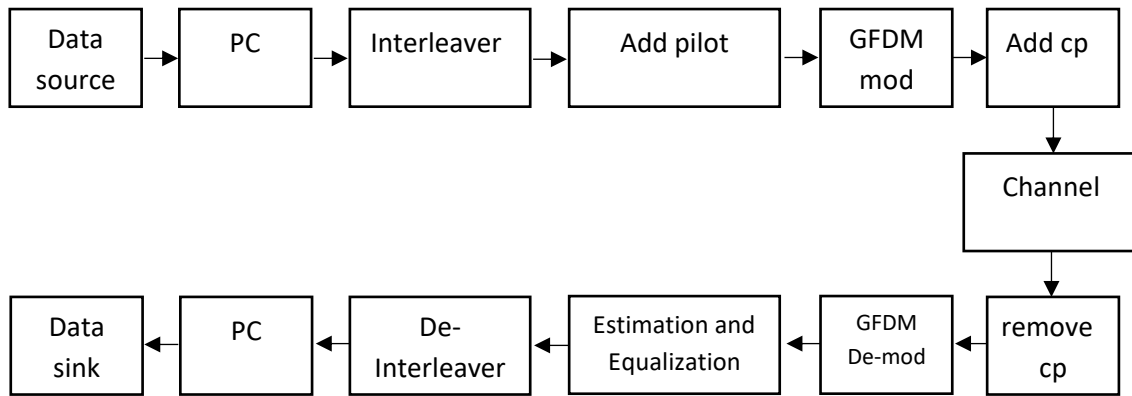 Data
source
PC
Interleaver
Add pilot
GFDM
mod
Add cp
Channel
Data
sink
PC
De-
Interleaver
Estimation and
Equalization
GFDM
De-mod
remove
cp